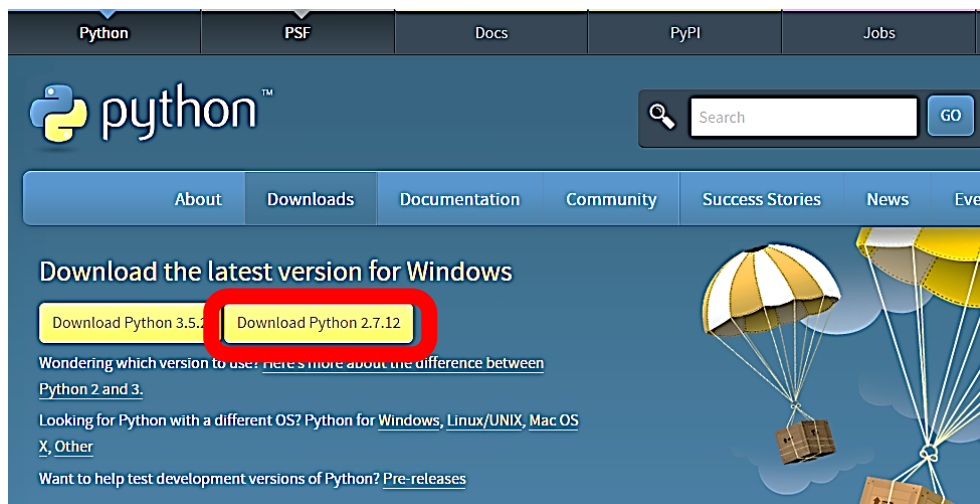 Python PSF Docs PyPI Jobs
python™
Search GO
About Downloads Documentation Community Success Stories News Eve
Download the latest version for Windows
Download Python 3.5.2 Download Python 2.7.12
Wondering which version to use? Here's more about the difference between
Python 2 and 3.
Looking for Python with a different OS? Python for Windows, Linux/UNIX, Mac OS
X, Other
Want to help test development versions of Python? Pre-releases